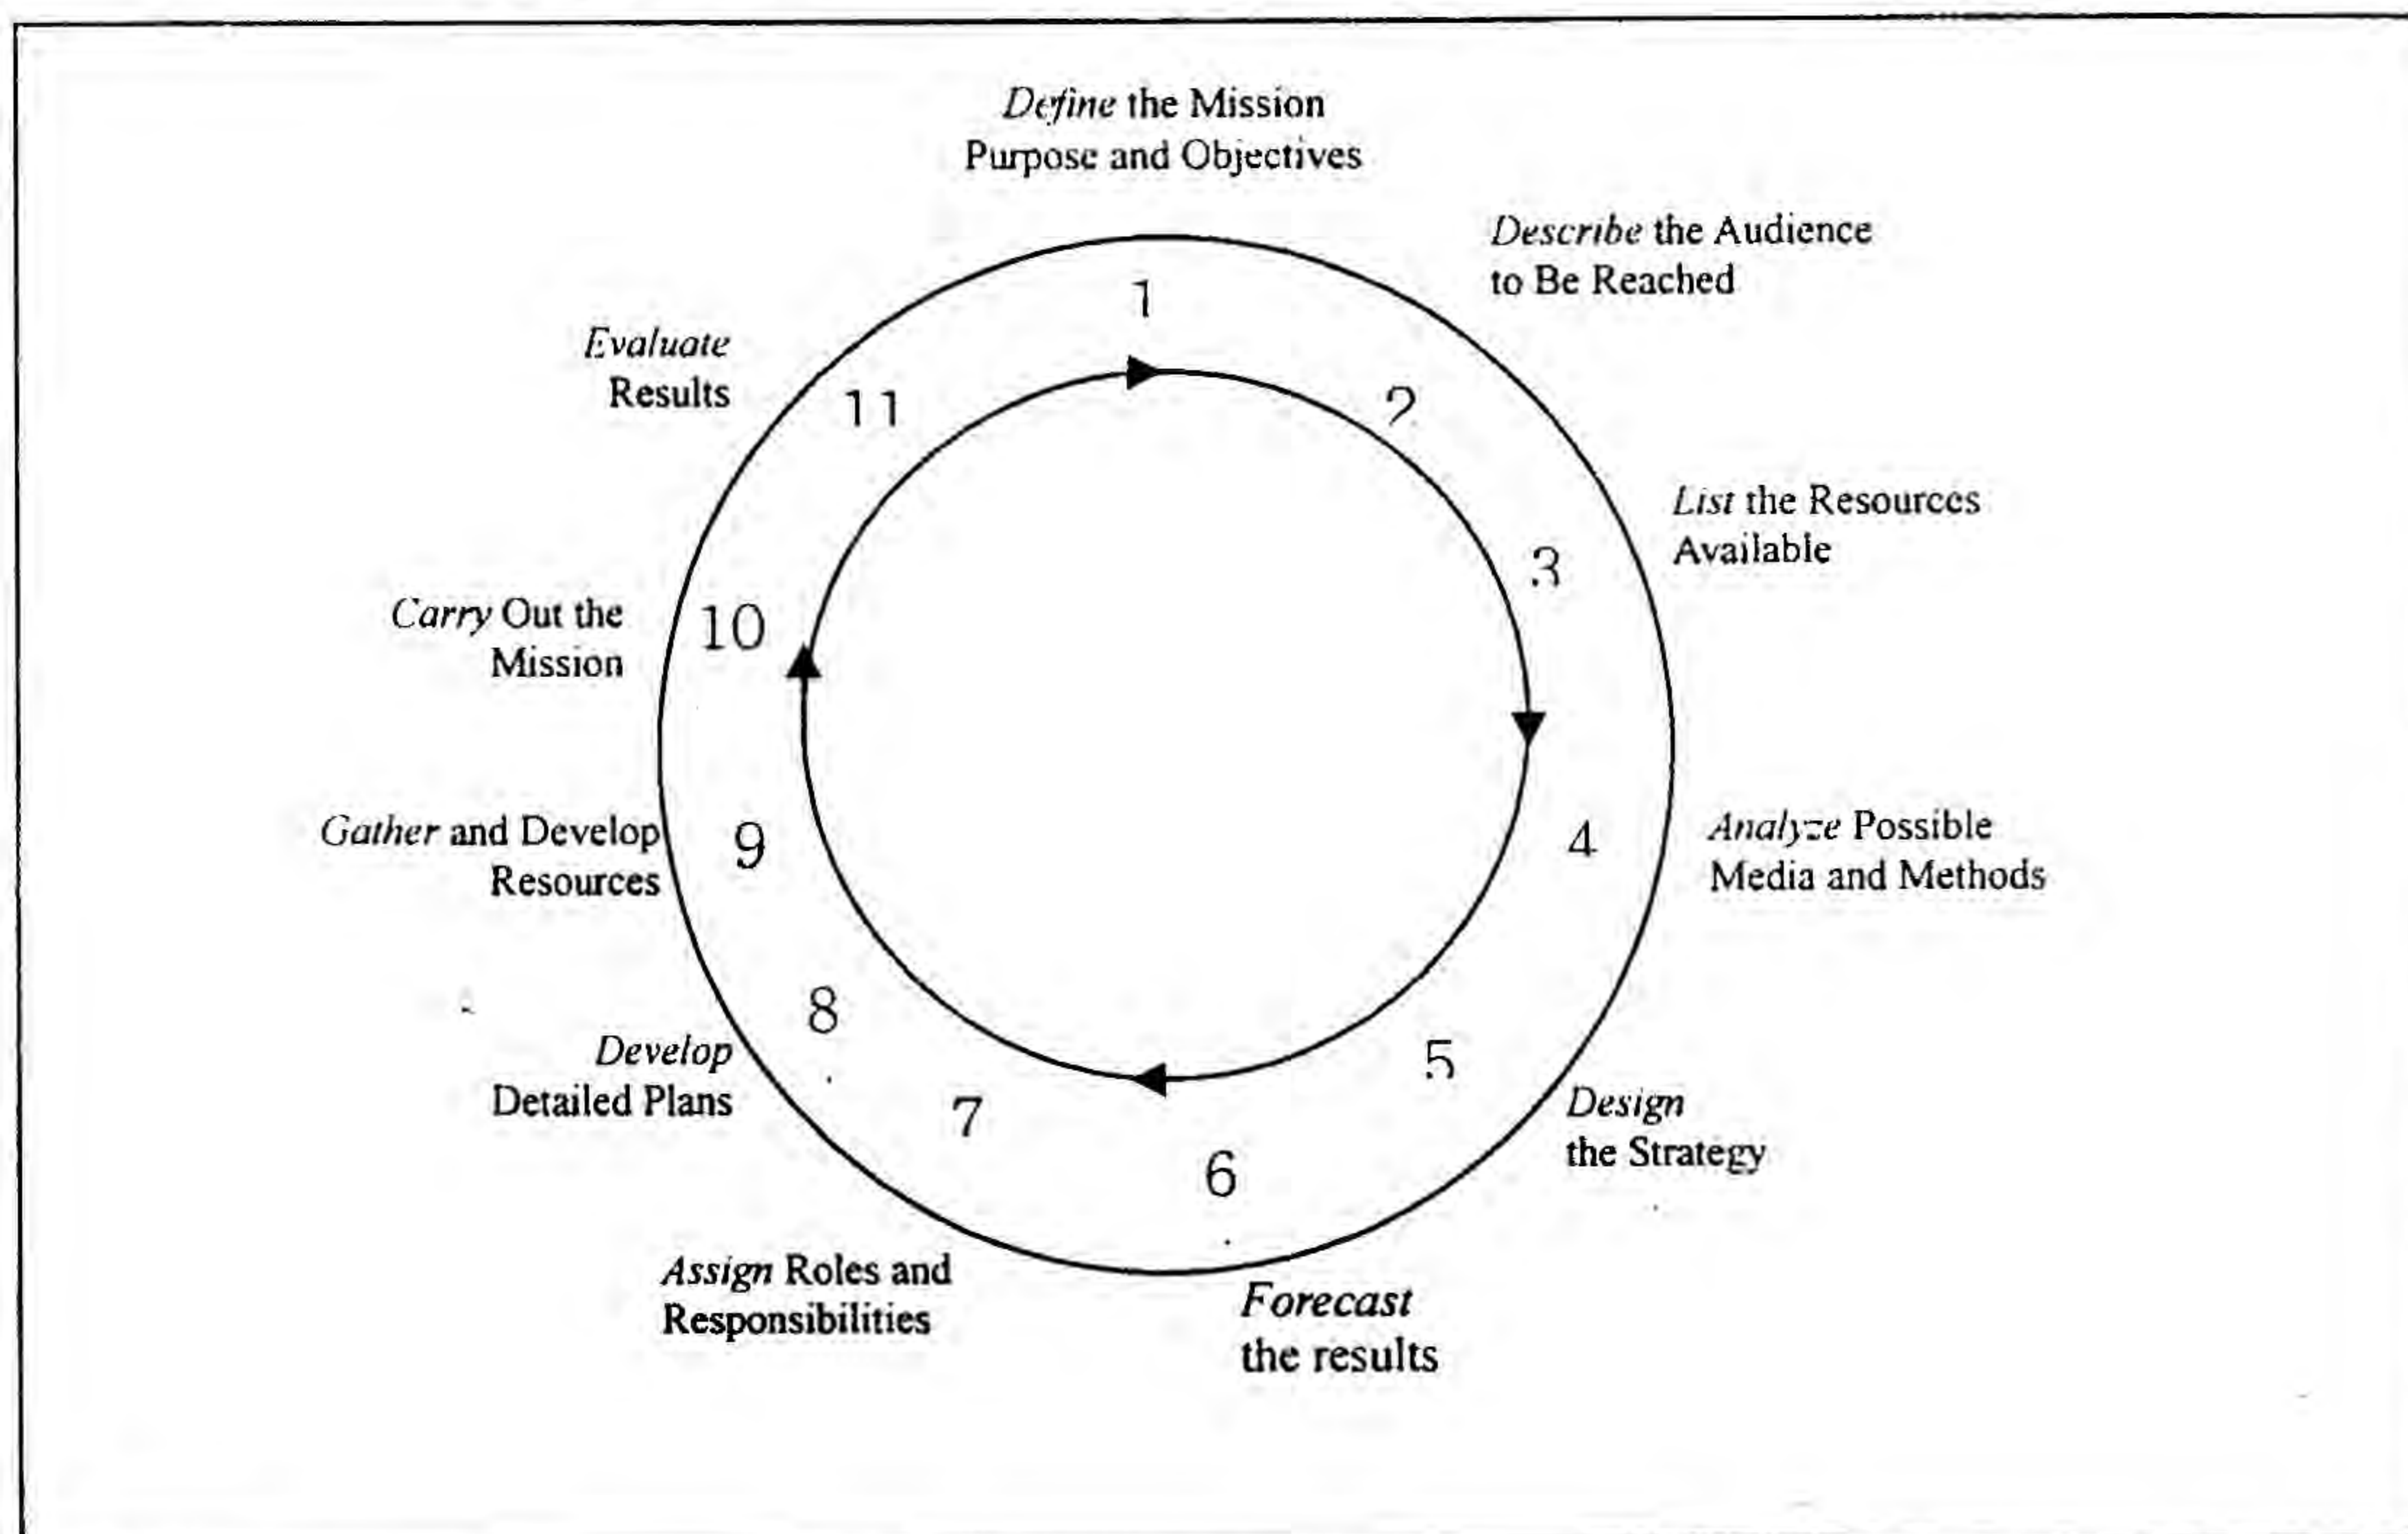 Define the Mission
Purpose and Objectives
1
Describe the Audience
to Be Reached
2
List the Resources
Available
3
Analyze Possible
Media and Methods
4
Design
the Strategy
5
Forecast
the results
6
Assign Roles and
Responsibilities
7
Develop
Detailed Plans
8
Gather and Develop
Resources
9
Carry Out the
Mission
10
Evaluate
Results
11